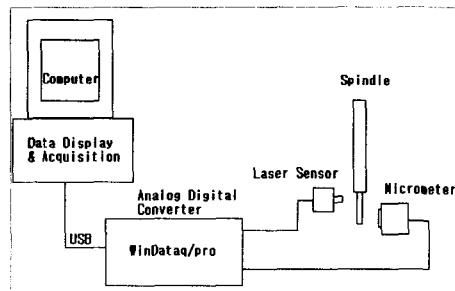 Computer
Data Display
& Acquisition
USB
Analog Digital
Converter
WinDataq/pro
Laser Sensor
Spindle
Micrometer